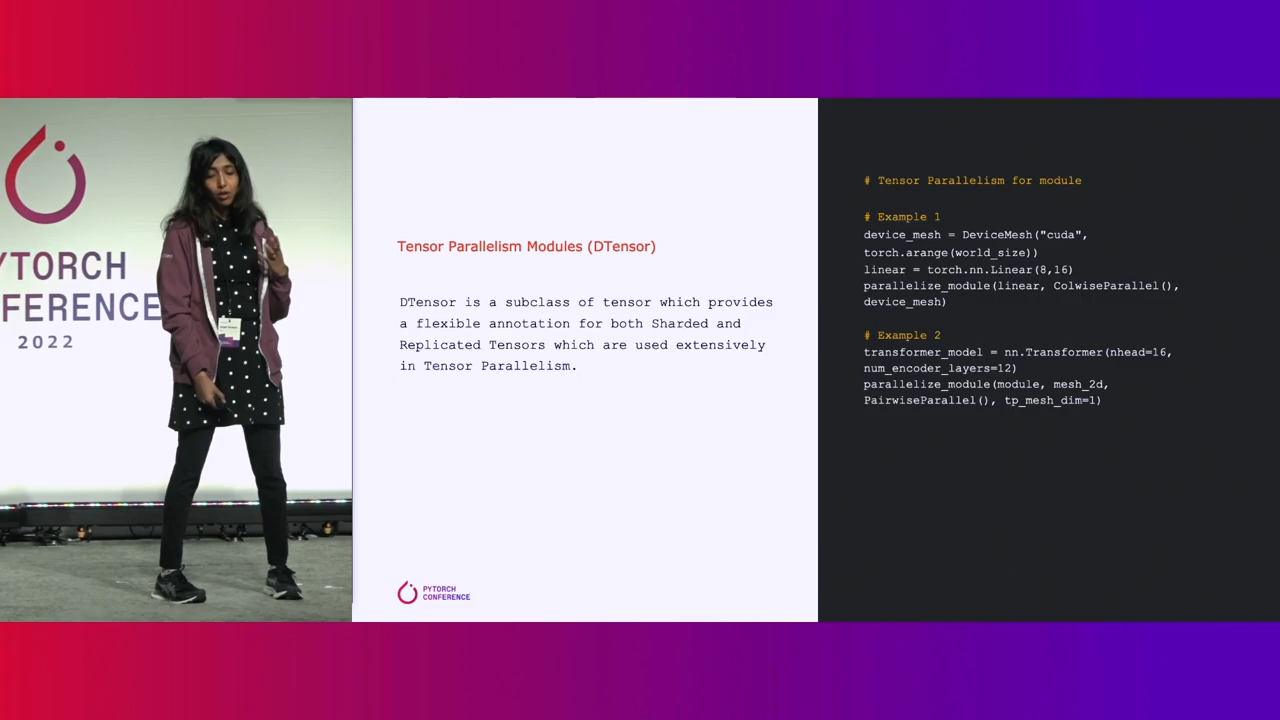 YTORCH
NFERENCE
2022
Tensor Parallelism Modules (DTensor)
DTensor is a subclass of tensor which provides
a flexible annotation for both Sharded and
Replicated Tensors which are used extensively
in Tensor Parallelism.
PYTORCH
CONFERENCE
# Tensor Parallelism for module
# Example 1
device_mesh = DeviceMesh("cuda",
torch.arange(world_size))
linear = torch.nn.Linear(8,16)
parallelize_module(linear, ColwiseParallel(),
device_mesh)
# Example 2
transformer_model = nn.Transformer(nhead=16,
num_encoder_layers=12)
parallelize_module(module, mesh_2d,
PairwiseParallel(), tp_mesh_dim=1)